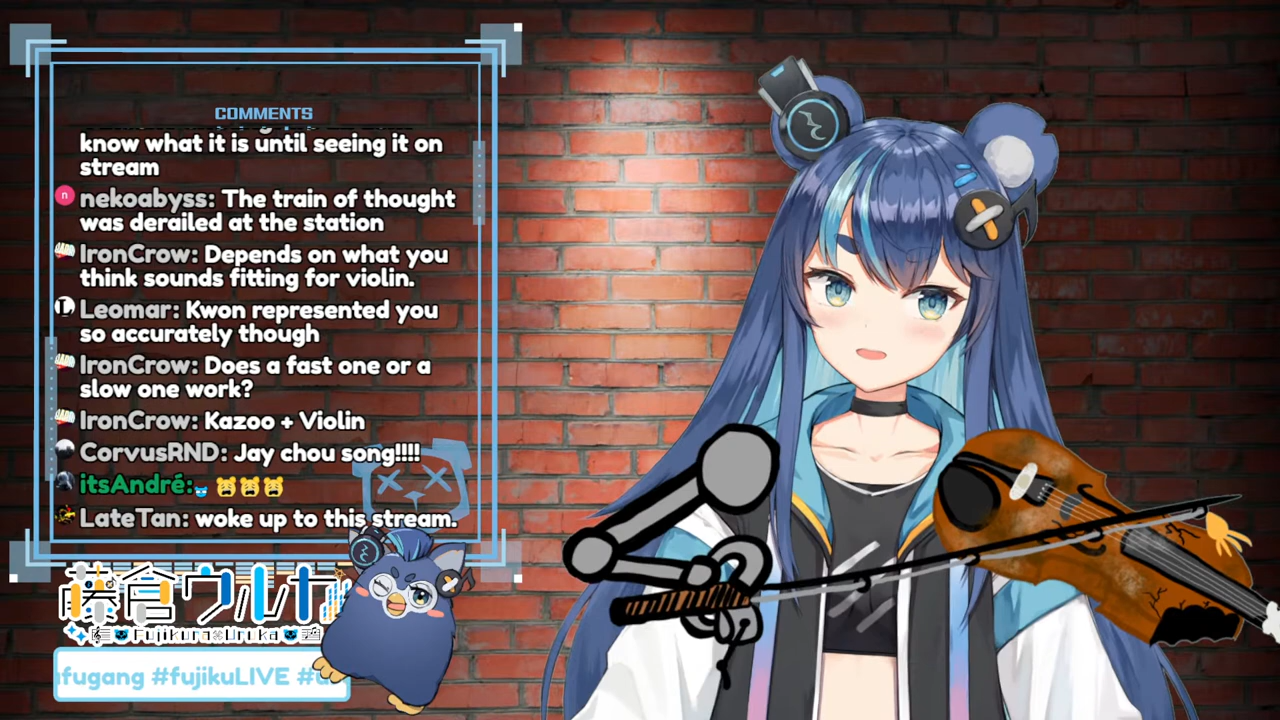 COMMENTS
know what it is until seeing it on
stream
n
nekoabyss: The train of thought
was derailed at the station
IronCrow: Depends on what you
think sounds fitting for violin.
Leomar: Kwon represented you
so accurately though
IronCrow: Does a fast one or a
slow one work?
IronCrow: Kazoo + Violin
CorvusRND: Jay chou song!!!!
itsAndré:
LateTan: woke up to this stream.
藤倉ウルカ
Fujikura Uruka
fugang #fujikuLIVE #u